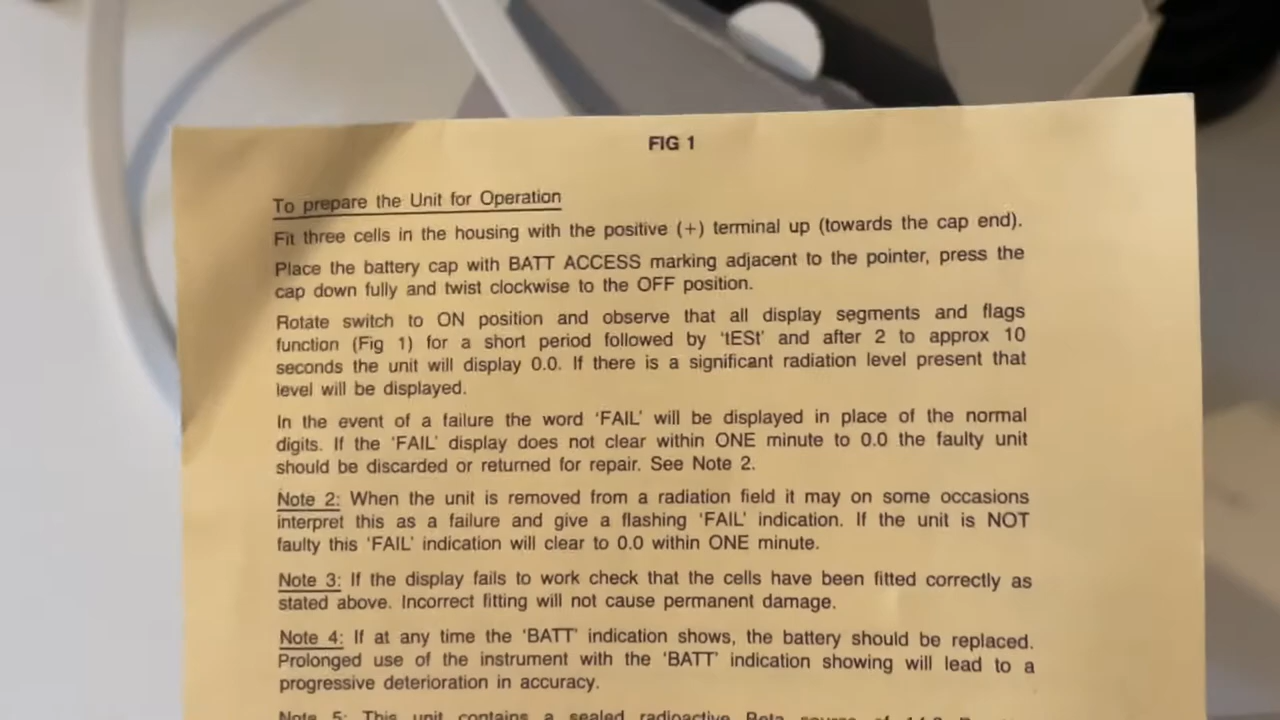 FIG 1
To prepare the Unit for Operation
Fit three cells in the housing with the positive (+) terminal up (towards the cap end).
Place the battery cap with BATT ACCESS marking adjacent to the pointer, press the
cap down fully and twist clockwise to the OFF position.
Rotate switch to ON position and observe that all display segments and flags
function (Fig 1) for a short period followed by 'tESt' and after 2 to approx 10
seconds the unit will display 0.0. If there is a significant radiation level present that
level will be displayed.
In the event of a failure the word 'FAIL' will be displayed in place of the normal
digits. If the 'FAIL' display does not clear within ONE minute to 0.0 the faulty unit
should be discarded or returned for repair. See Note 2.
Note 2: When the unit is removed from a radiation field it may on some occasions
interpret this as a failure and give a flashing 'FAIL' indication. If the unit is NOT
faulty this 'FAIL' indication will clear to 0.0 within ONE minute.
Note 3: If the display fails to work check that the cells have been fitted correctly as
stated above. Incorrect fitting will not cause permanent damage.
Note 4: If at any time the 'BATT' indication shows, the battery should be replaced.
Prolonged use of the instrument with the 'BATT' indication showing will lead to a
progressive deterioration in accuracy.
Note 5: This unit contains a sealed radioactive Beta source of